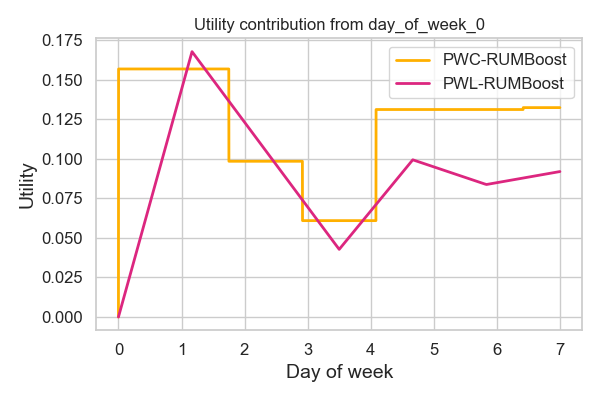 Utility contribution from day_of_week_0
PWC-RUMBoost
PWL-RUMBoost
Utility
0.175
0.150
0.125
0.100
0.075
0.050
0.025
0.000
0 1 2 3 4 5 6 7
Day of week